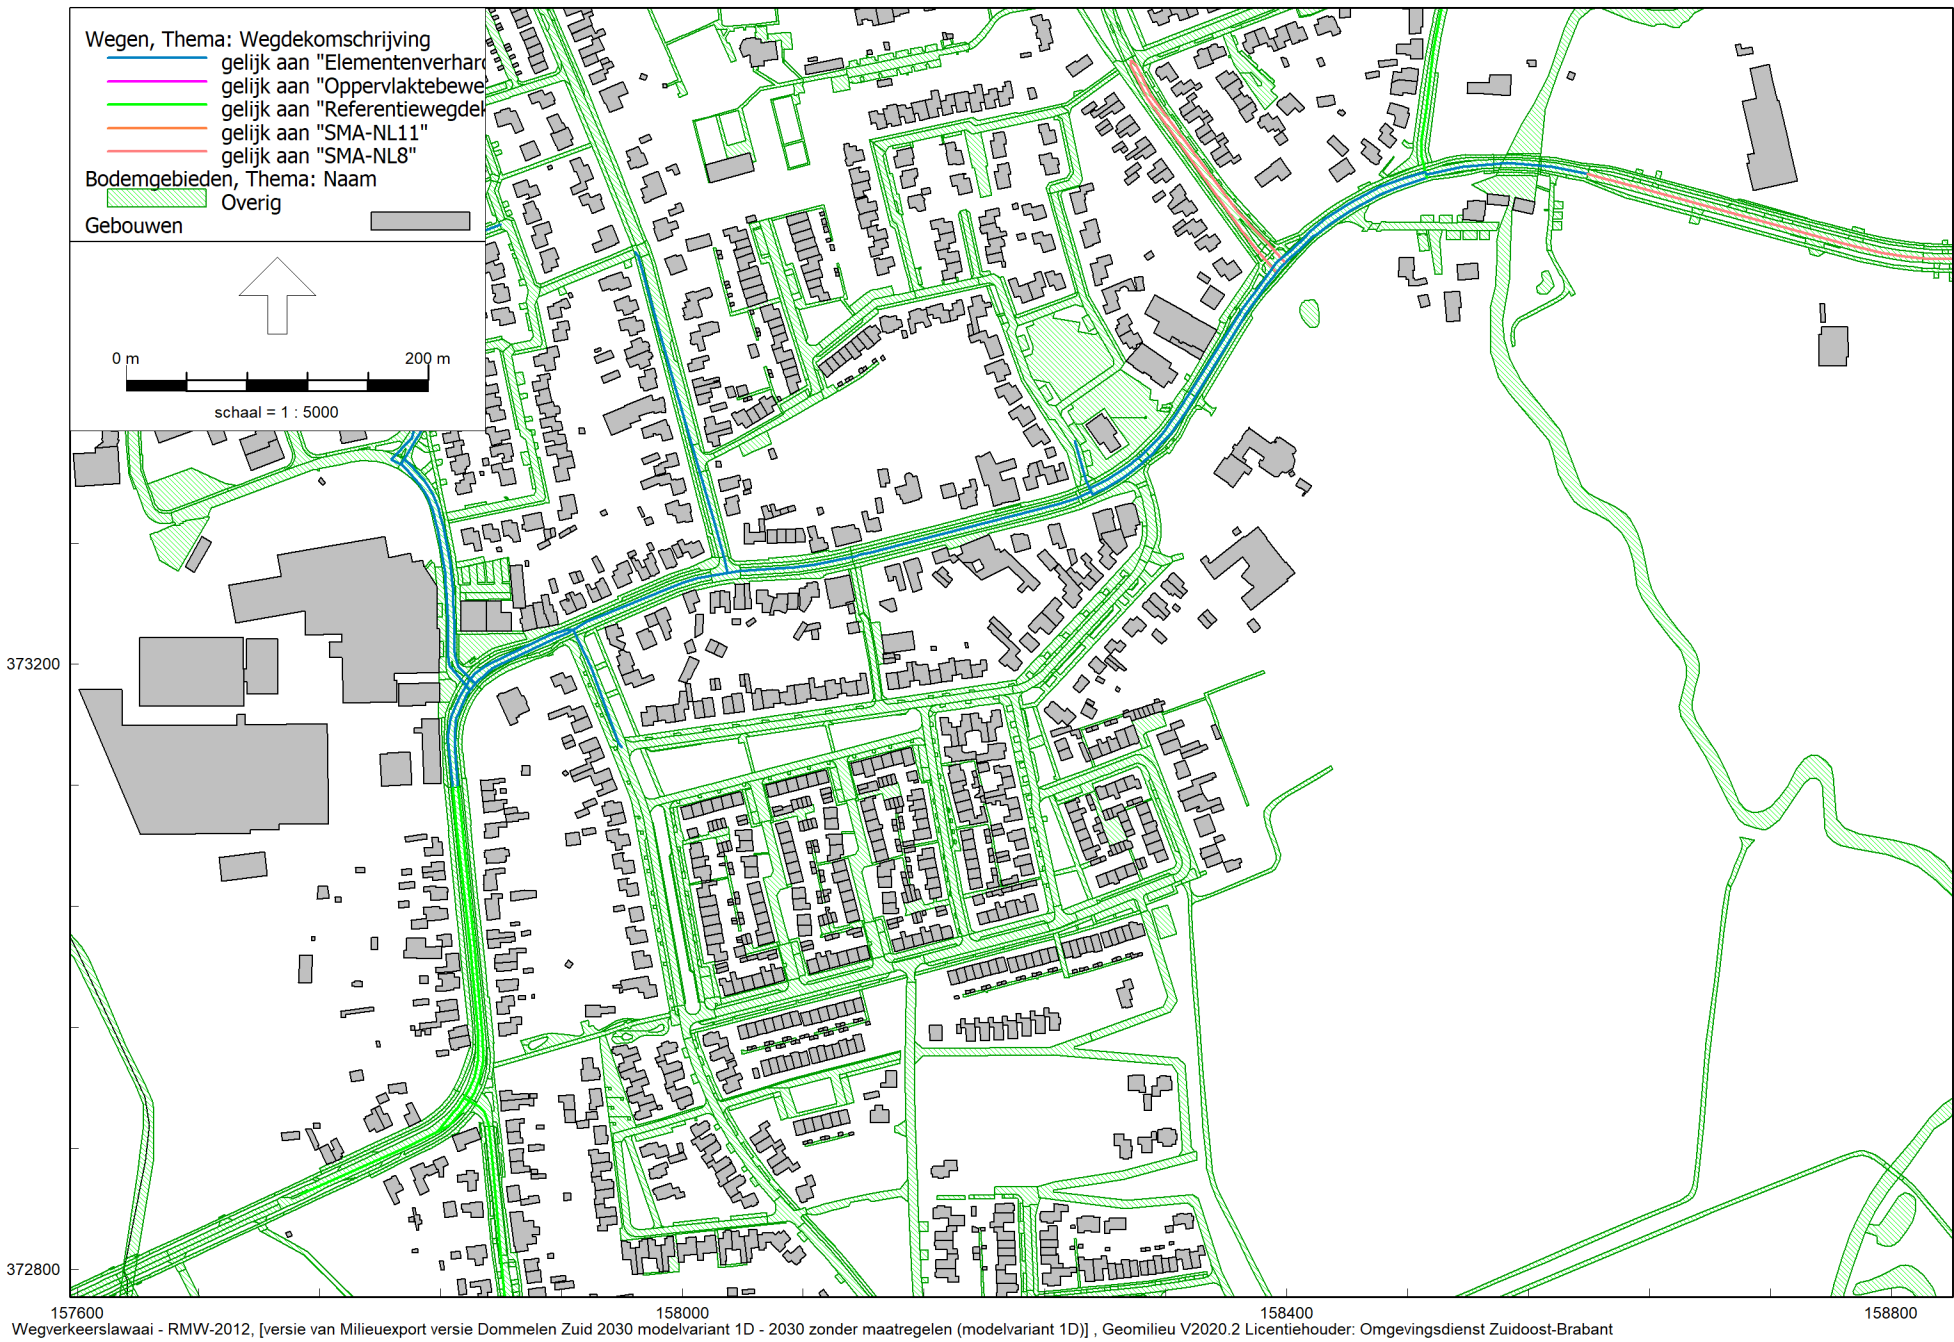 Wegen, Thema: Wegdekomschrijving
gelijk aan "Elementenverhard
gelijk aan "Oppervlaktebewe
gelijk aan "Referentiewegdek
gelijk aan "SMA-NL11"
gelijk aan "SMA-NL8"
Bodemgebieden, Thema: Naam
Overig
Gebouwen
0 m 200 m
schaal = 1 : 5000
373200
372800
157600 158000 158400 158800
Wegverkeerslawaai - RMW-2012, [versie van Milieuexport versie Dommelen Zuid 2030 modelvariant 1D - 2030 zonder maatregelen (modelvariant 1D)] , Geomilieu V2020.2 Licentiehouder: Omgevingsdienst Zuidoost-Brabant